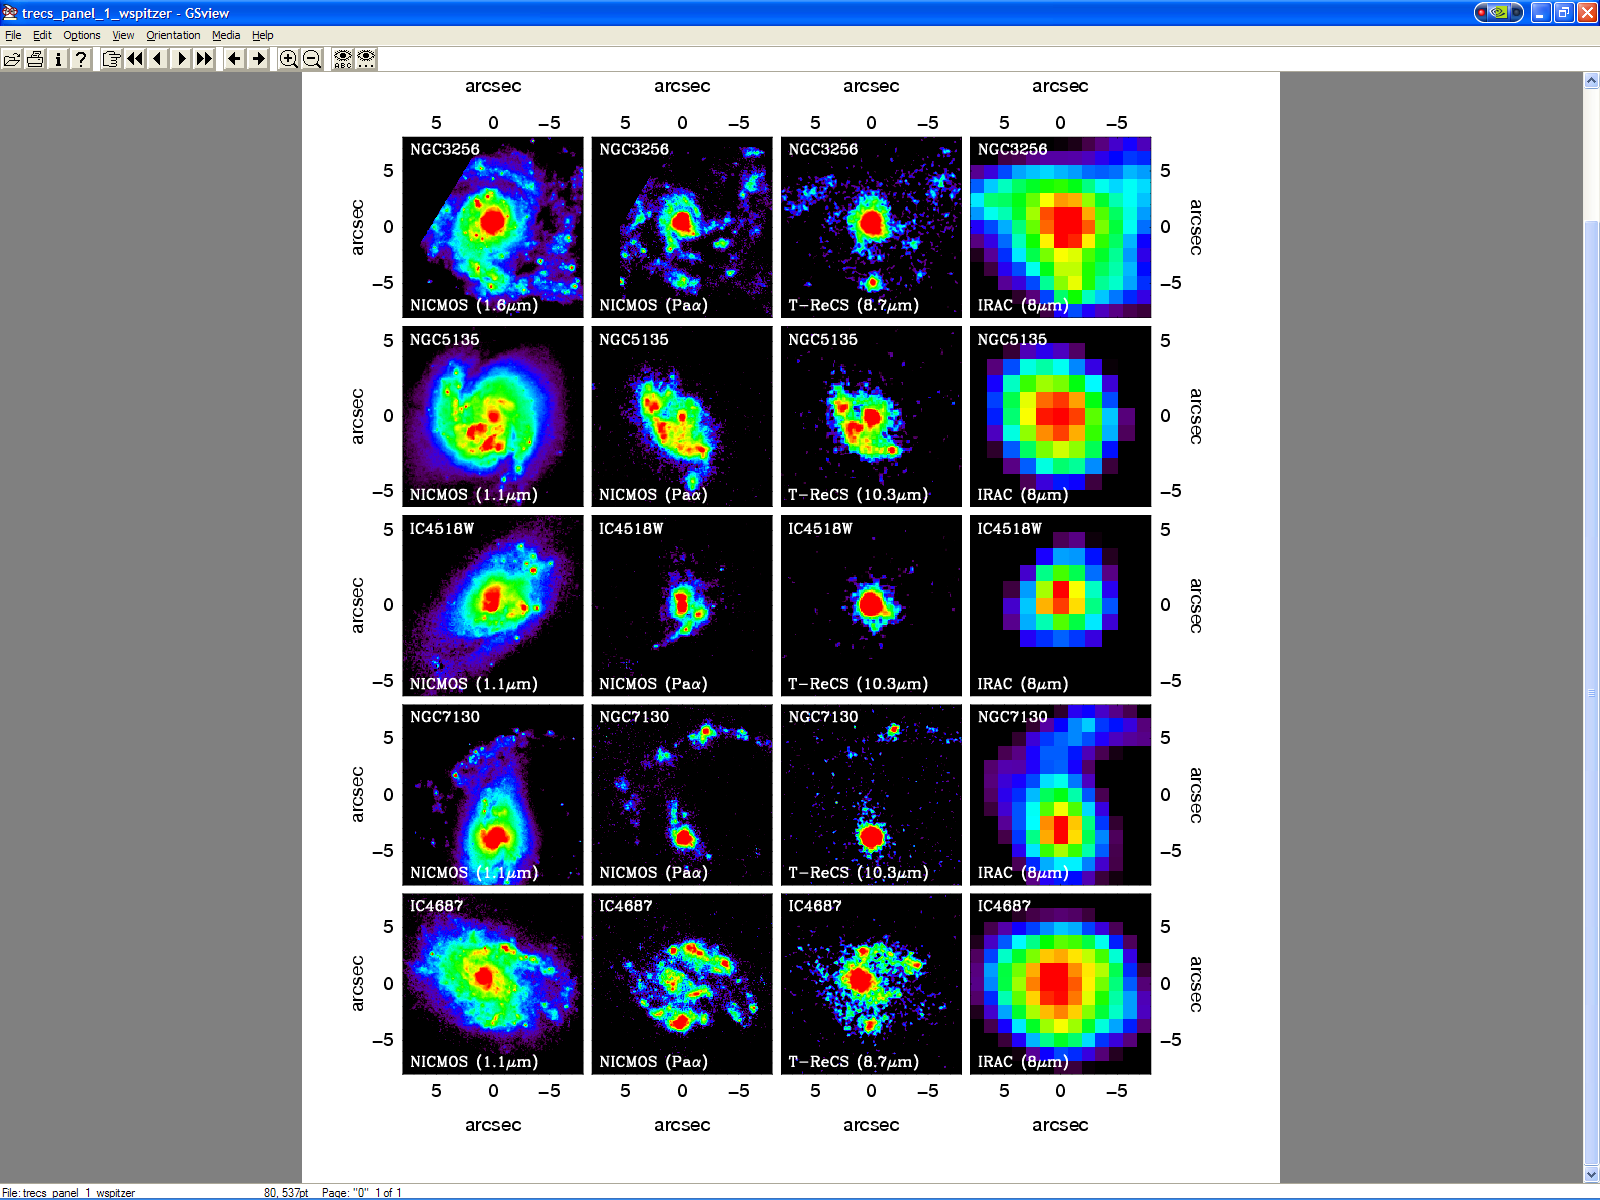 trecs_panel_1_wspitzer - GSview
File Edit Options View Orientation Media Help
arcsec arcsec arcsec arcsec
5 0 −5 5 0 −5 5 0 −5 5 0 −5
NGC3256 NGC3256 NGC3256 NGC3256
5 5
arcsec 0 0 arcsec
−5 −5
NICMOS (1.6μm) NICMOS (Paα) T−ReCS (8.7μm) IRAC (8μm)
5 NGC5135 NGC5135 NGC5135 NGC5135 5
arcsec 0 0 arcsec
−5 NICMOS (1.1μm) NICMOS (Paα) T−ReCS (10.3μm) IRAC (8μm) −5
5 IC4518W IC4518W IC4518W IC4518W 5
arcsec 0 0 arcsec
−5 NICMOS (1.1μm) NICMOS (Paα) T−ReCS (10.3μm) IRAC (8μm) −5
NGC7130 NGC7130 NGC7130 NGC7130
5 5
arcsec 0 0 arcsec
−5 −5
NICMOS (1.1μm) NICMOS (Paα) T−ReCS (10.3μm) IRAC (8μm)
IC4687 IC4687 IC4687 IC4687
5 5
arcsec 0 0 arcsec
−5 −5
NICMOS (1.1μm) NICMOS (Paα) T−ReCS (8.7μm) IRAC (8μm)
5 0 −5 5 0 −5 5 0 −5 5 0 −5
arcsec arcsec arcsec arcsec
File: trecs_panel_1_wspitzer 80, 537pt Page: "0" 1 of 1